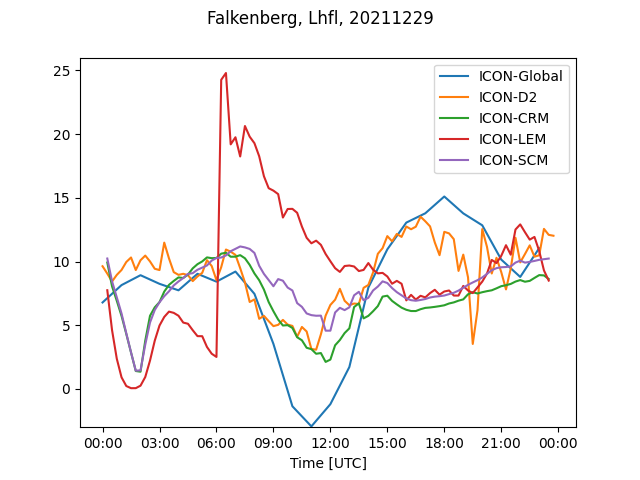 Falkenberg, Lhfl, 20211229
25
20
15
10
5
0
ICON-Global
ICON-D2
ICON-CRM
ICON-LEM
ICON-SCM
00:00 03:00 06:00 09:00 12:00 15:00 18:00 21:00 00:00
Time [UTC]